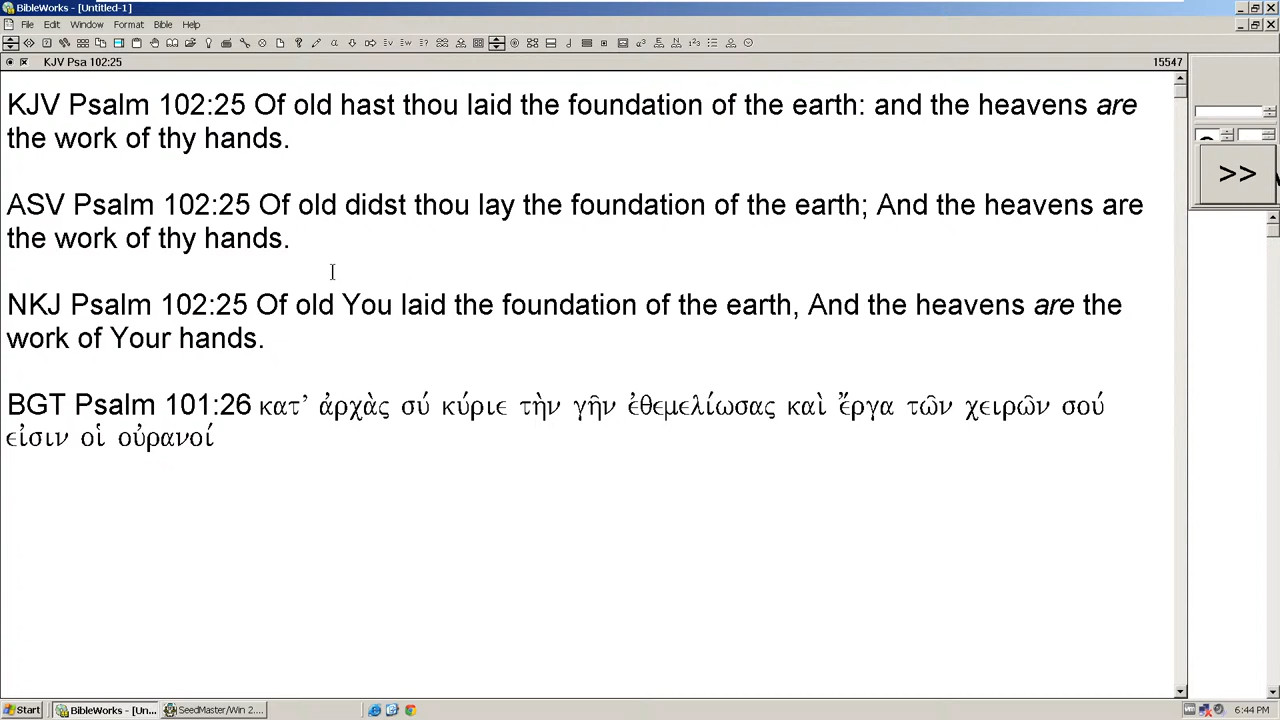 BibleWorks - [Untitled-1]
File Edit Window Format Bible Help
KJV Psa 102:25 15547
KJV Psalm 102:25 Of old hast thou laid the foundation of the earth: and the heavens are
the work of thy hands.
ASV Psalm 102:25 Of old didst thou lay the foundation of the earth; And the heavens are
the work of thy hands.
>>
NKJ Psalm 102:25 Of old You laid the foundation of the earth, And the heavens are the
work of Your hands.
BGT Psalm 101:26 κατ’ ἀρχὰς σύ κύριε τὴν γῆν ἐθεμελίωσας καὶ ἔργα τῶν χειρῶν σού
εἰσιν οἱ οὐρανοί
Start BibleWorks - [Un... SeedMaster/Win 2.... 6:44 PM